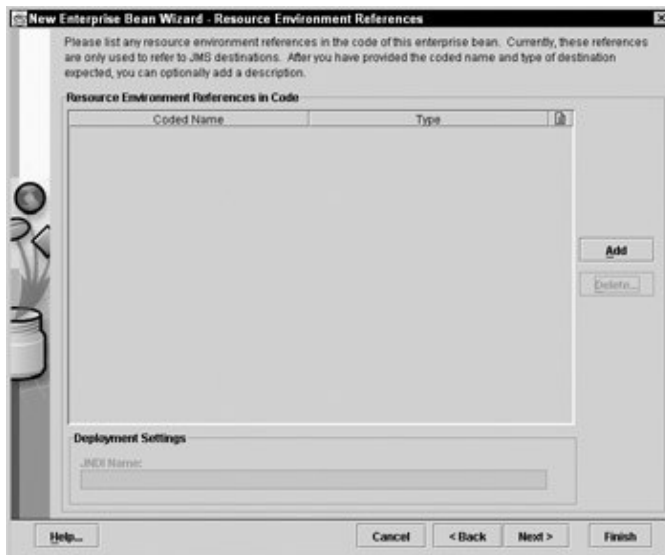 New Enterprise Bean Wizard - Resource Environment References
Please list any resource environment references in the code of this enterprise bean. Currently, these references
are only used to refer to JMS destinations. After you have provided the coded name and type of destination
expected, you can optionally add a description.
Resource Environment References in Code
Coded Name Type
Add
Delete...
Deployment Settings
JNDI Name:
Help... Cancel < Back Next > Finish